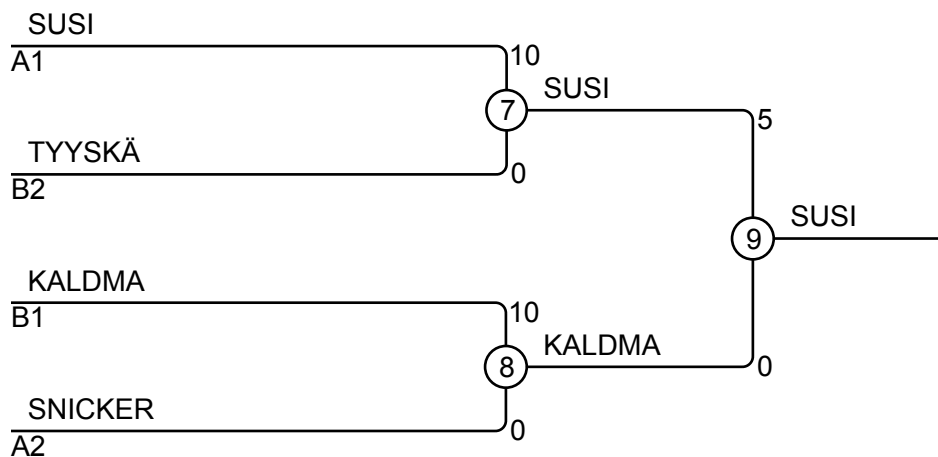 SUSI
A1
10
7
SUSI
TYYSKÄ
B2
0
5
9
SUSI
KALDMA
B1
10
8
KALDMA
0
SNICKER
A2
0